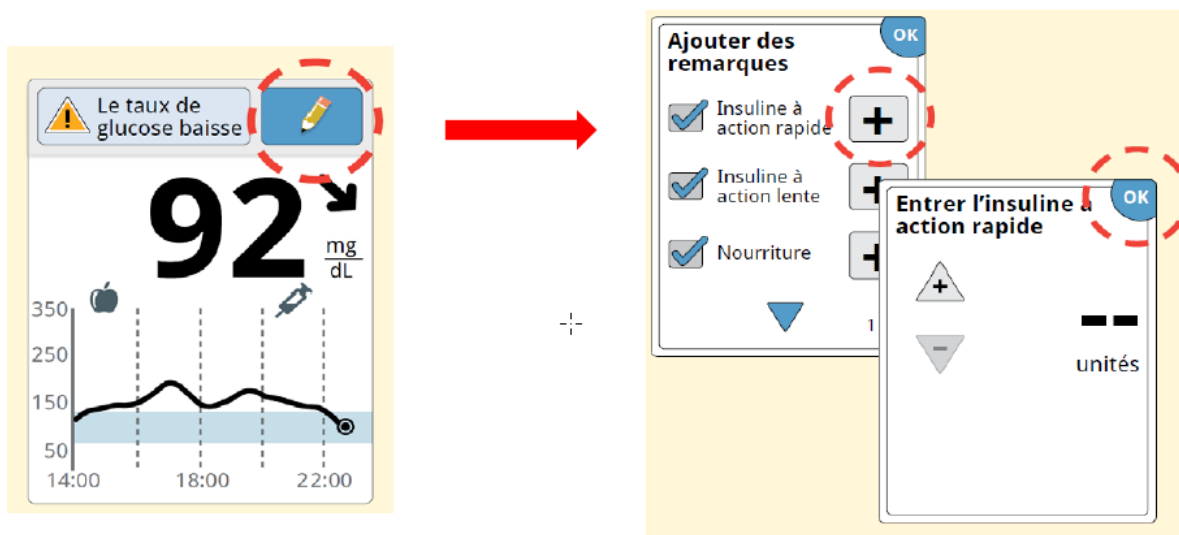 Le taux de
glucose baisse
92
mg
dL
350
250
150
50
14:00
18:00
22:00
Ajouter des
remarques
OK
Insuline à
action rapide
+
Insuline à
action lente
+
Nourriture
+
1
Entrer l'insuline à
action rapide
OK
+
−
--
unités